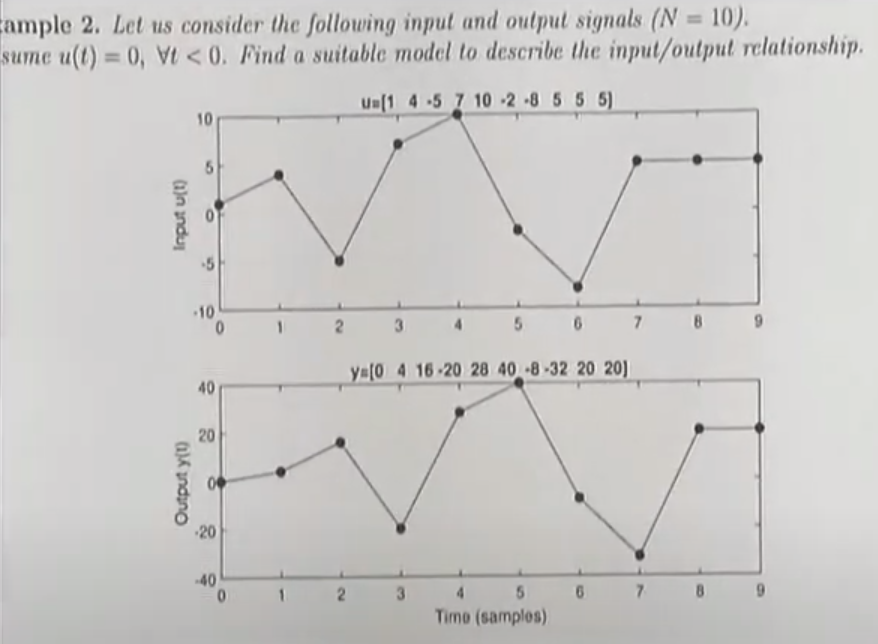 ample 2. Let us consider the following input and output signals (N = 10).
sume u(t) = 0, ∀t < 0. Find a suitable model to describe the input/output relationship.
u=[1 4 -5 7 10 -2 -8 5 5 5]
10
5
0
-5
-10
Input u(t)
0 1 2 3 4 5 6 7 8 9
y=[0 4 16 -20 28 40 -8 -32 20 20]
40
20
0
-20
-40
Output y(t)
0 1 2 3 4 5 6 7 8 9
Time (samples)